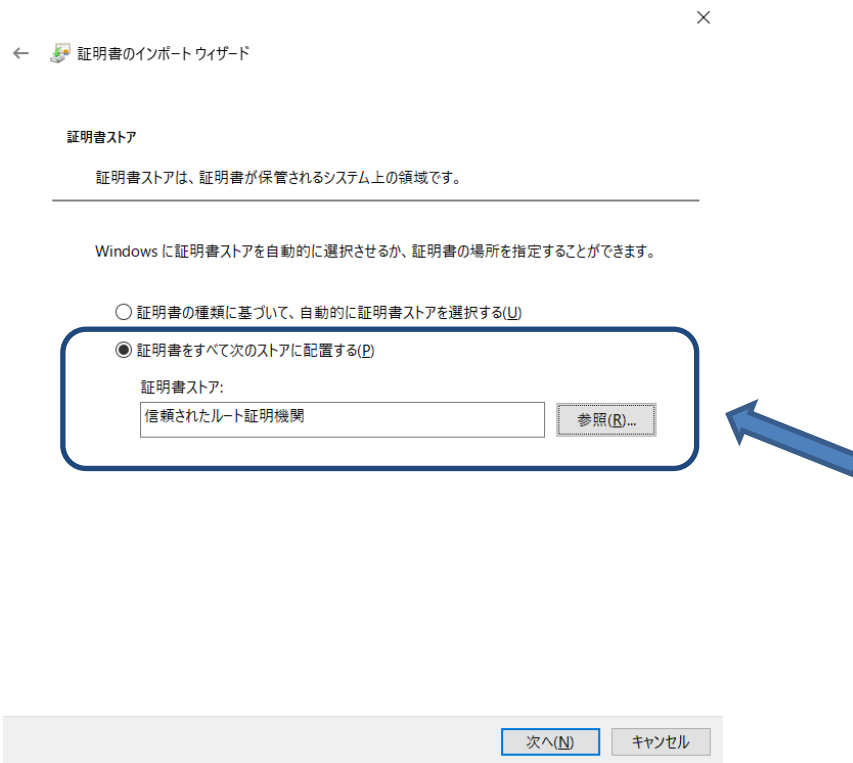 証明書のインポート ウィザード
証明書ストア
証明書ストアは、証明書が保管されるシステム上の領域です。
Windows に証明書ストアを自動的に選択させるか、証明書の場所を指定することができます。
証明書の種類に基づいて、自動的に証明書ストアを選択する(U)
証明書をすべて次のストアに配置する(P)
証明書ストア:
信頼されたルート証明機関
参照(R)...
次へ(N) キャンセル